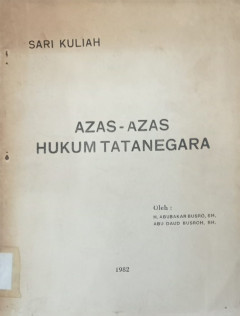 SARI KULIAH
AZAS - AZAS
HUKUM TATANEGARA
Oleh :
H. ABUBAKAR BUSRO, SH.
ABU DAUD BUSROH, SH.
1982